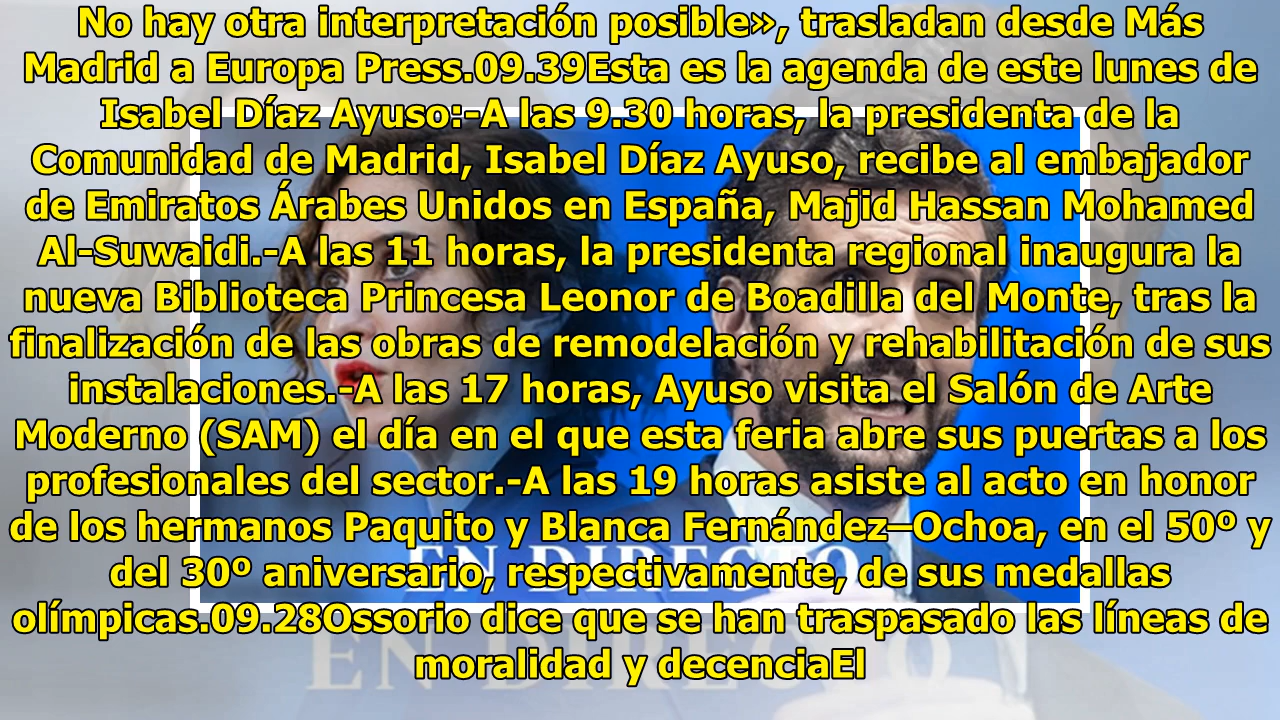 No hay otra interpretación posible», trasladan desde Más
Madrid a Europa Press.09.39Esta es la agenda de este lunes de
Isabel Díaz Ayuso:-A las 9.30 horas, la presidenta de la
Comunidad de Madrid, Isabel Díaz Ayuso, recibe al embajador
de Emiratos Árabes Unidos en España, Majid Hassan Mohamed
Al-Suwaidi.-A las 11 horas, la presidenta regional inaugura la
nueva Biblioteca Princesa Leonor de Boadilla del Monte, tras la
finalización de las obras de remodelación y rehabilitación de sus
instalaciones.-A las 17 horas, Ayuso visita el Salón de Arte
Moderno (SAM) el día en el que esta feria abre sus puertas a los
profesionales del sector.-A las 19 horas asiste al acto en honor
de los hermanos Paquito y Blanca Fernández–Ochoa, en el 50º y
del 30º aniversario, respectivamente, de sus medallas
olímpicas.09.28Ossorio dice que se han traspasado las líneas de
moralidad y decenciaEl
EN DIRECTO
EN DIRECTO